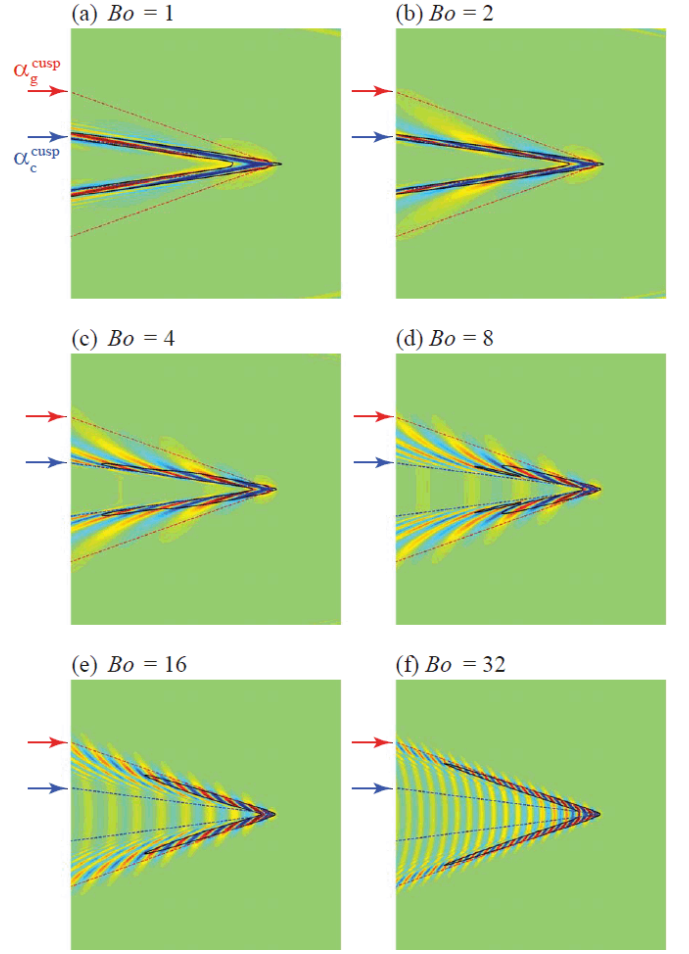 (a) Bo = 1
(b) Bo = 2
α_g^cusp
α_c^cusp
(c) Bo = 4
(d) Bo = 8
(e) Bo = 16
(f) Bo = 32